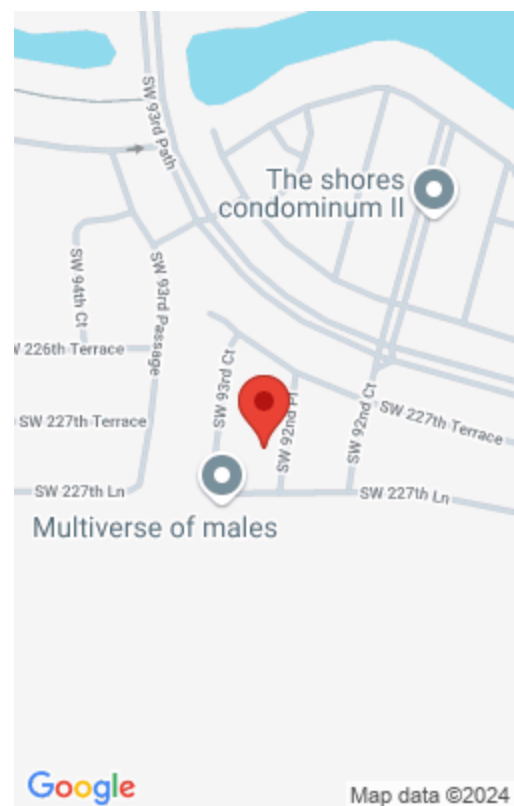 SW 93rd Path
The shores
condominum II
SW 94th Ct
SW 93rd Passage
W 226th Terrace
SW 93rd Ct
SW 92nd Pl
SW 92nd Ct
SW 227th Terrace
SW 227th Terrace
SW 227th Ln
SW 227th Ln
Multiverse of males
Google
Map data ©2024